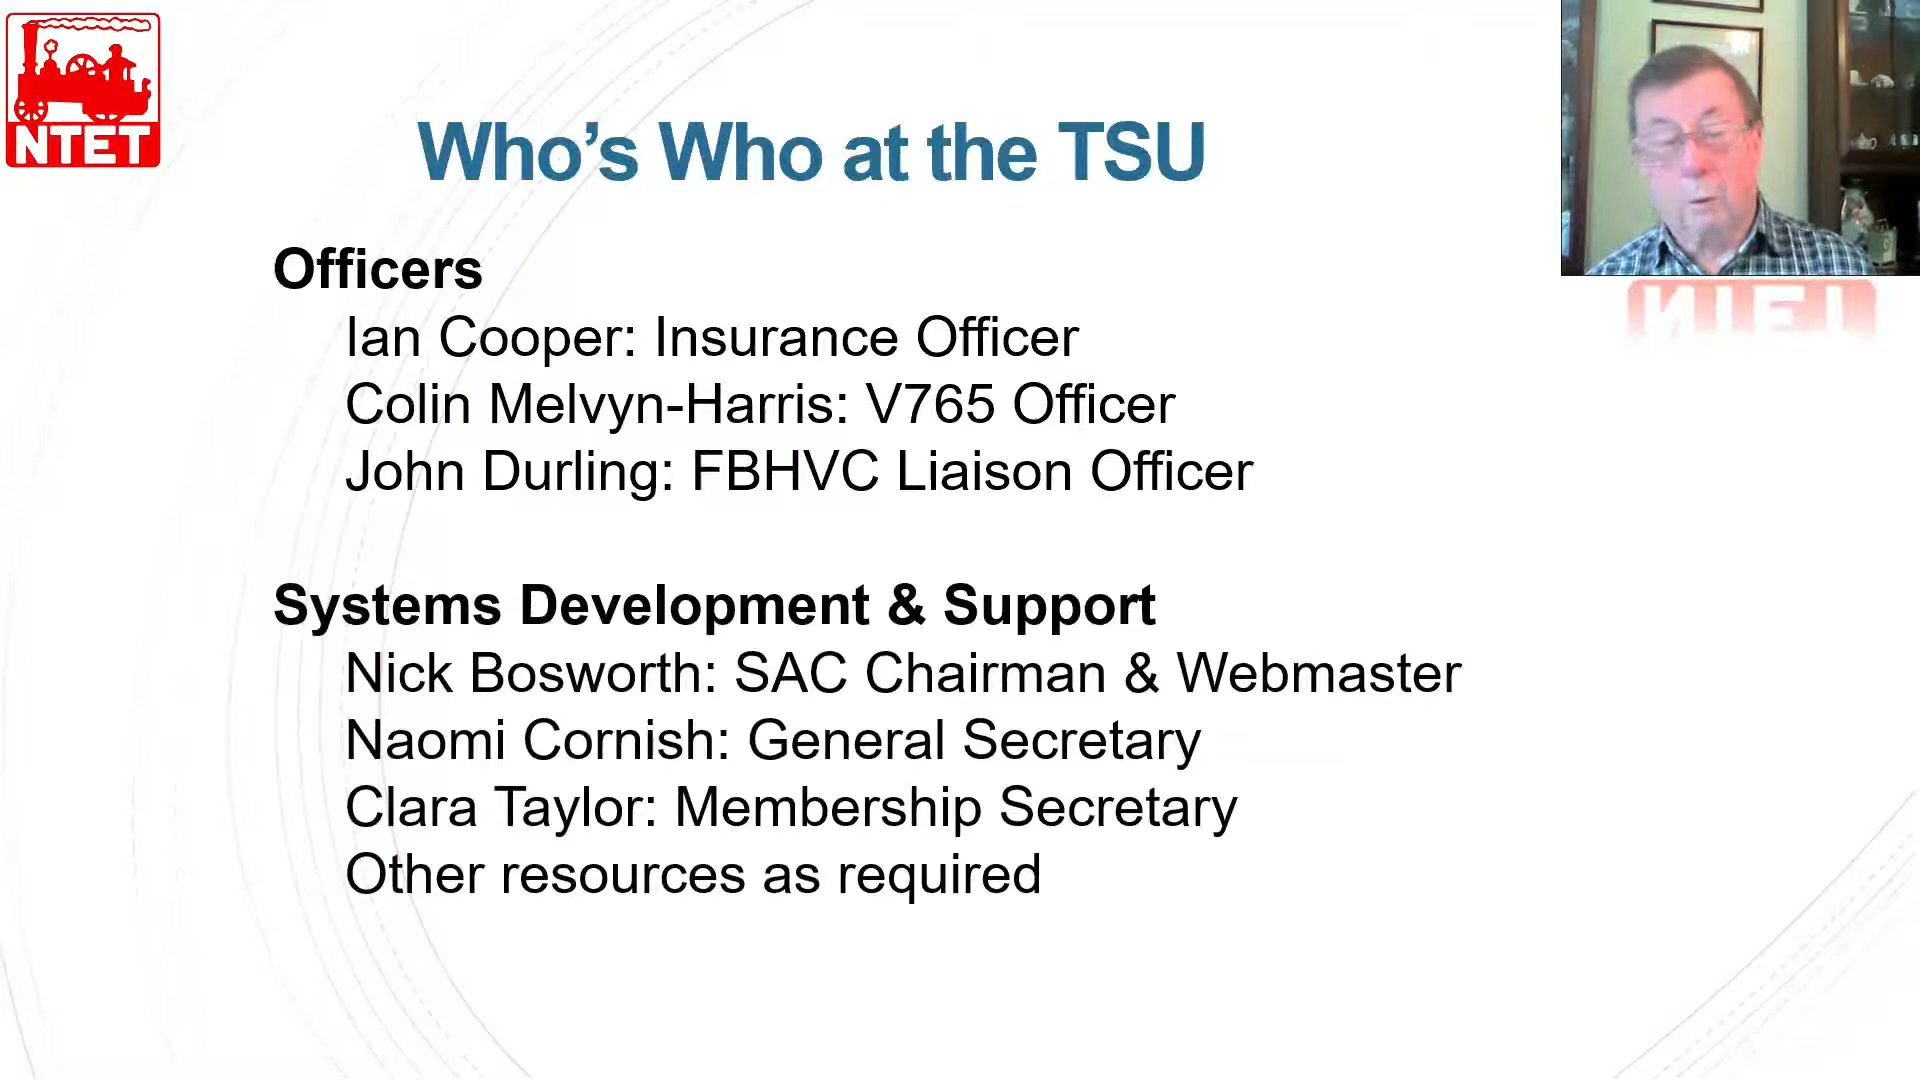 NTET
Who’s Who at the TSU
Officers
Ian Cooper: Insurance Officer
Colin Melvyn-Harris: V765 Officer
John Durling: FBHVC Liaison Officer
Systems Development & Support
Nick Bosworth: SAC Chairman & Webmaster
Naomi Cornish: General Secretary
Clara Taylor: Membership Secretary
Other resources as required